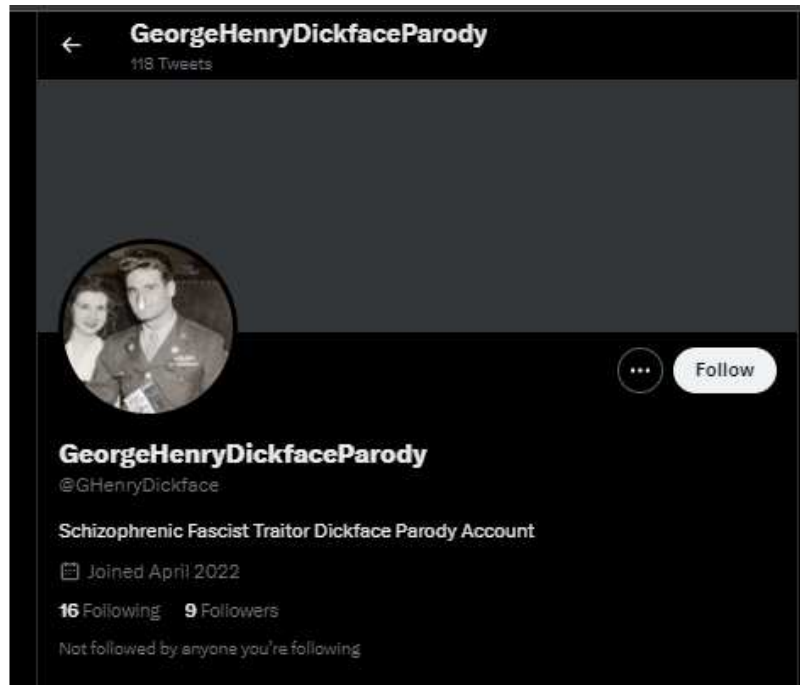 GeorgeHenryDickfaceParody
118 Tweets
Follow
GeorgeHenryDickfaceParody
@GHenryDickface
Schizophrenic Fascist Traitor Dickface Parody Account
Joined April 2022
16 Following 9 Followers
Not followed by anyone you're following